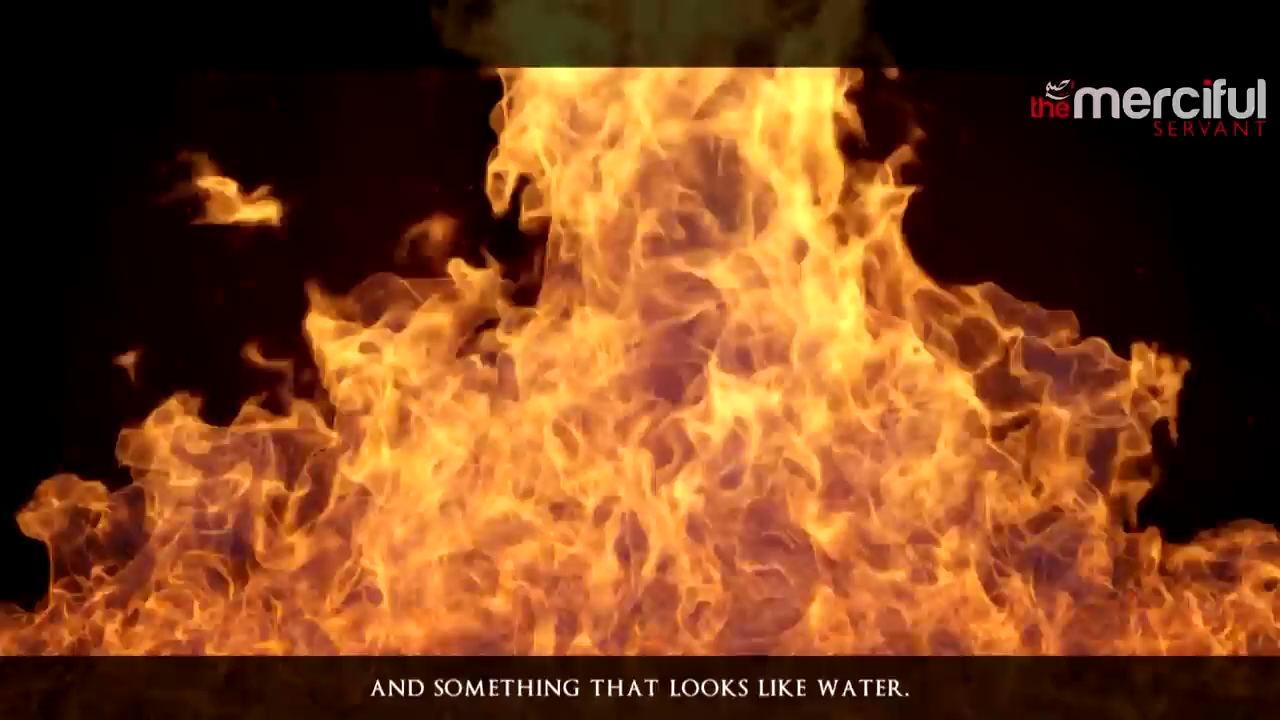 the merciful
SERVANT
AND SOMETHING THAT LOOKS LIKE WATER.